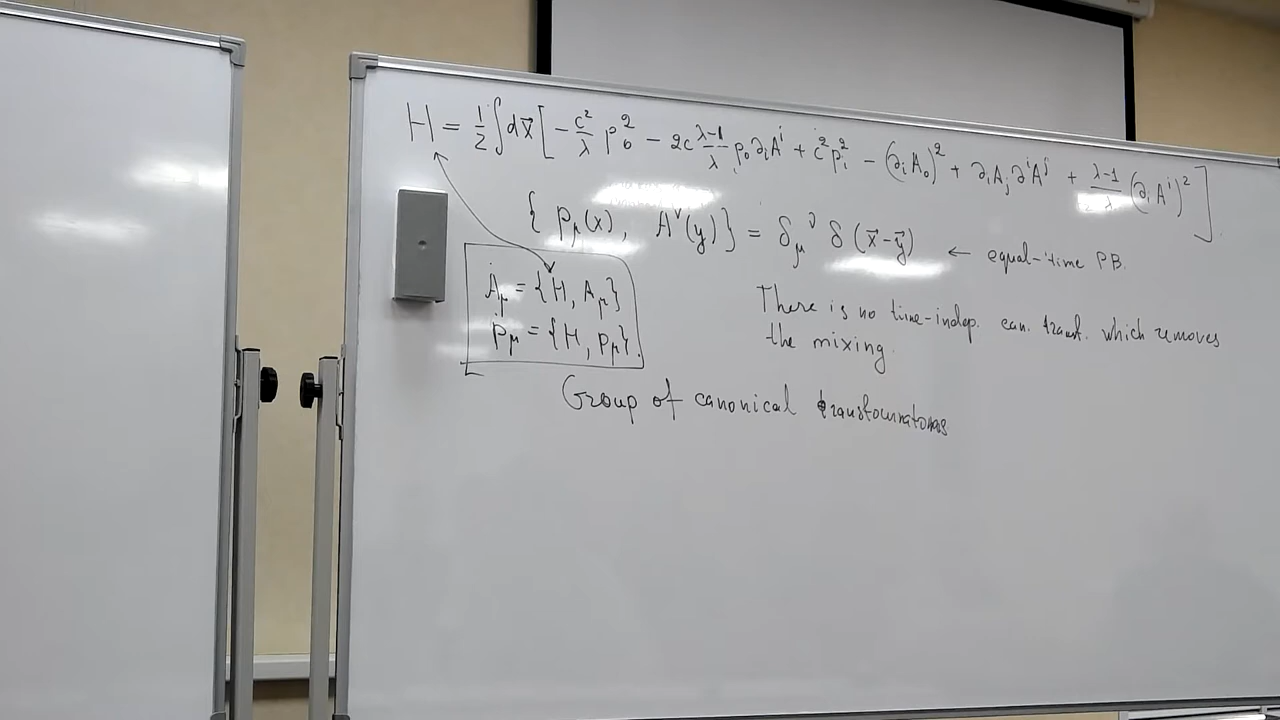 H = ½ ∫ dx⃗ [ − c²/λ p₀² − 2c (λ−1)/λ p₀ ∂ᵢAⁱ + c² pᵢ² − (∂ᵢA₀)² + ∂ᵢAⱼ ∂ⁱAʲ + (λ−1)/λ (∂ᵢAⁱ)² ]
{ p_μ(x), A^ν(y) } = δ_μ^ν δ(x⃗−y⃗) ← equal-time PB.
Ȧ_μ = {H, A_μ}
ṗ_μ = {H, p_μ}.
There is no time-indep. can. transf. which removes
the mixing.
Group of canonical transformations